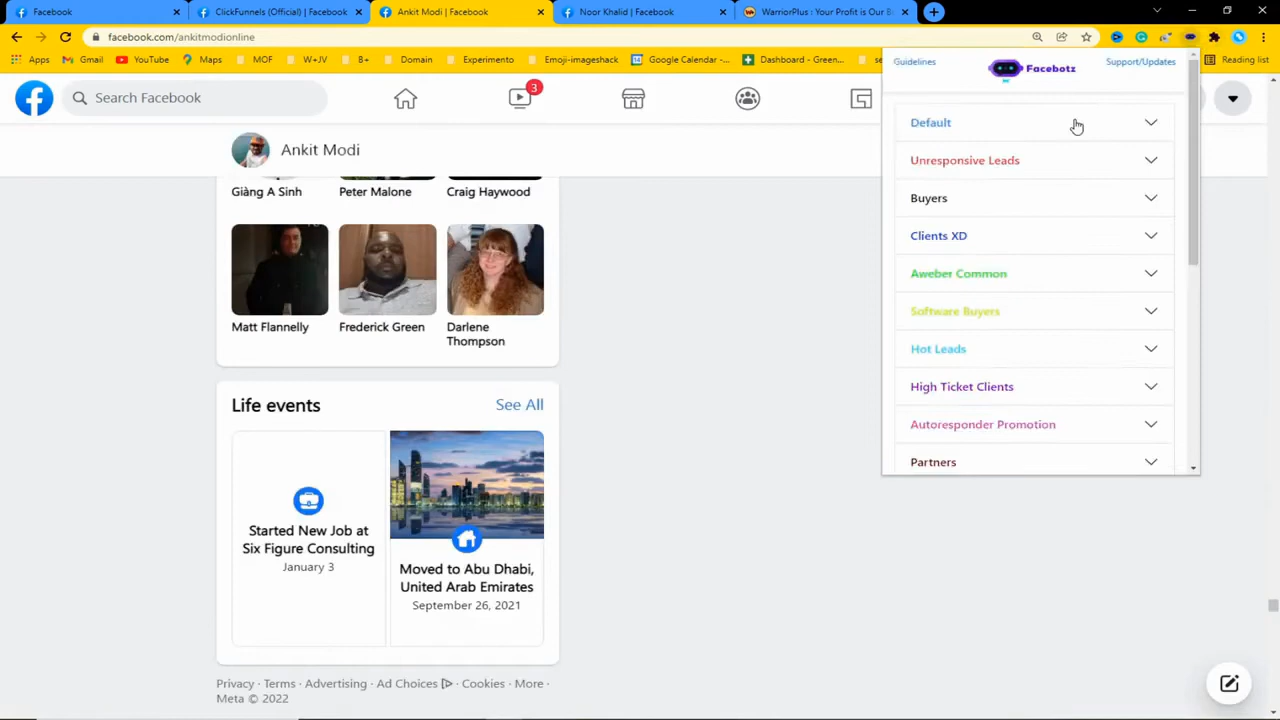 Facebook
ClickFunnels (Official) | Facebook
Ankit Modi | Facebook
Noor Khalid | Facebook
WarriorPlus : Your Profit is Our B
facebook.com/ankitmodionline
Apps
Gmail
YouTube
Maps
MOF
W+JV
B+
Domain
Experimento
Emoji-imageshack
Google Calendar -...
Dashboard - Green...
Reading list
Search Facebook
3
Guidelines
Facebotz
Support/Updates
Default
Unresponsive Leads
Buyers
Clients XD
Aweber Common
Software Buyers
Hot Leads
High Ticket Clients
Autoresponder Promotion
Partners
Ankit Modi
Giàng A Sinh
Peter Malone
Craig Haywood
Matt Flannelly
Frederick Green
Darlene
Thompson
Life events
See All
Started New Job at
Six Figure Consulting
January 3
Moved to Abu Dhabi,
United Arab Emirates
September 26, 2021
Privacy · Terms · Advertising · Ad Choices · Cookies · More ·
Meta © 2022